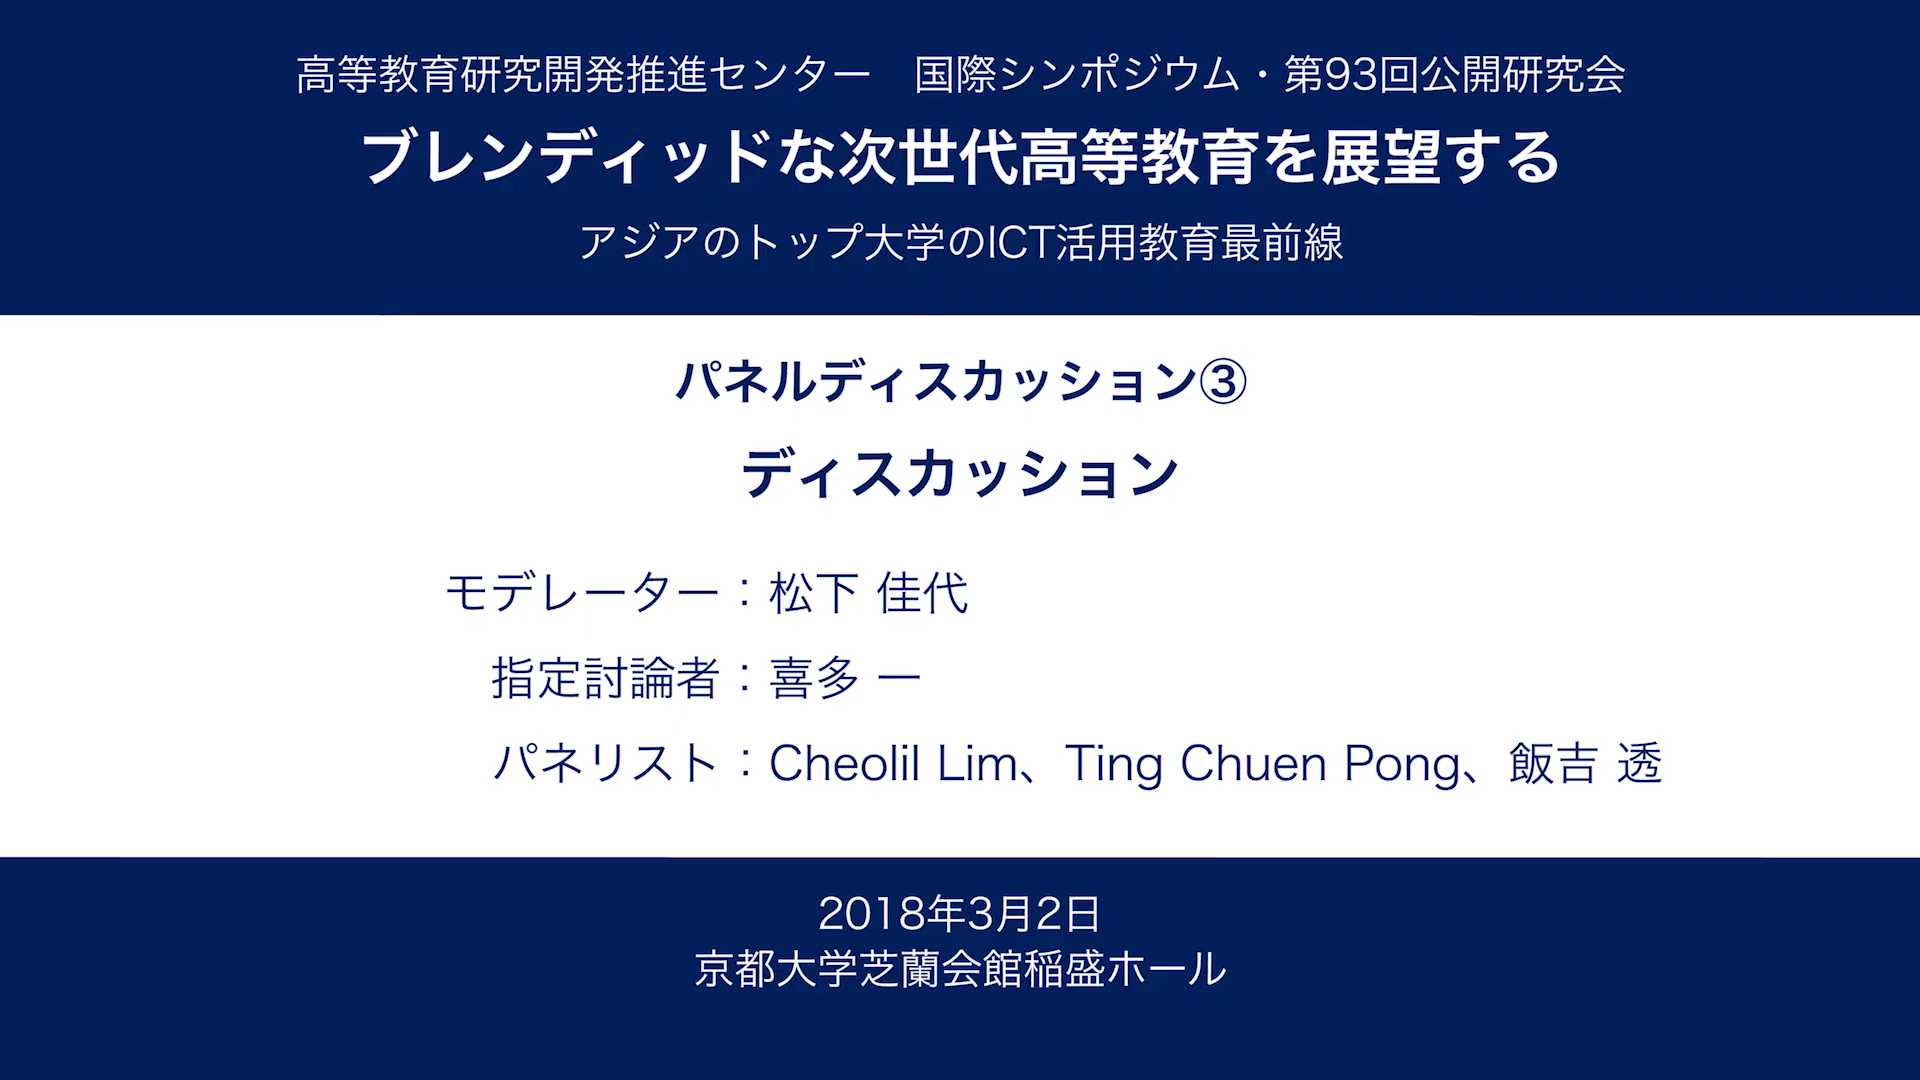 高等教育研究開発推進センター　国際シンポジウム・第93回公開研究会
ブレンディッドな次世代高等教育を展望する
アジアのトップ大学のICT活用教育最前線
パネルディスカッション③
ディスカッション
モデレーター：松下 佳代
指定討論者：喜多 一
パネリスト：Cheolil Lim、Ting Chuen Pong、飯吉 透
2018年3月2日
京都大学芝蘭会館稲盛ホール